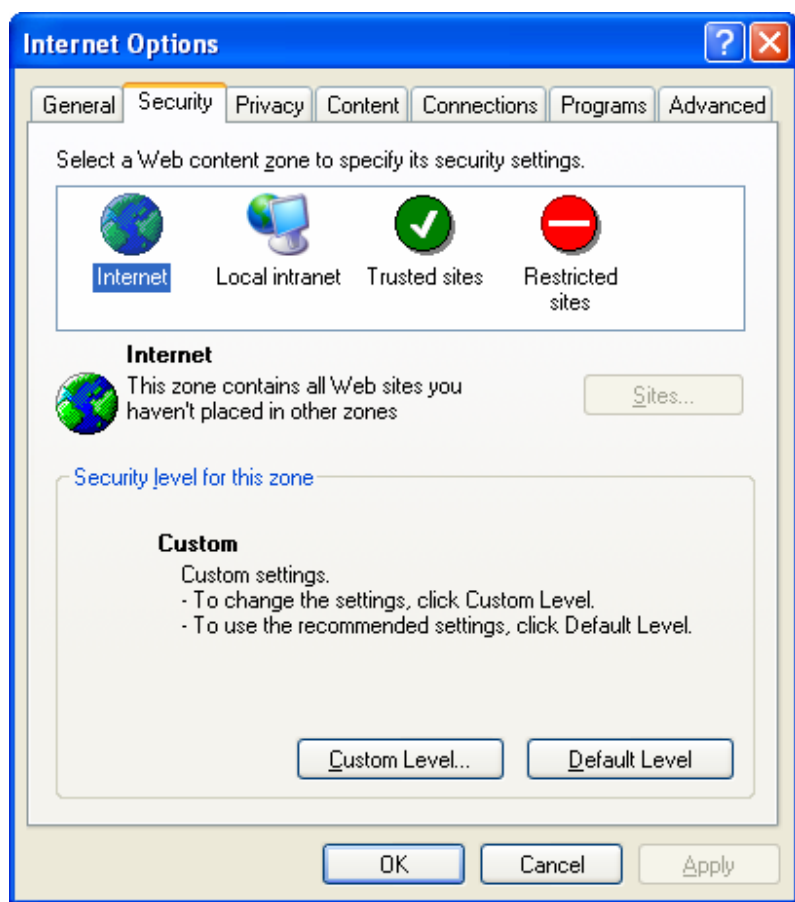 Internet Options
General Security Privacy Content Connections Programs Advanced
Select a Web content zone to specify its security settings.
Internet Local intranet Trusted sites Restricted
sites
Internet
This zone contains all Web sites you
haven't placed in other zones
Sites...
Security level for this zone
Custom
Custom settings.
- To change the settings, click Custom Level.
- To use the recommended settings, click Default Level.
Custom Level... Default Level
OK Cancel Apply